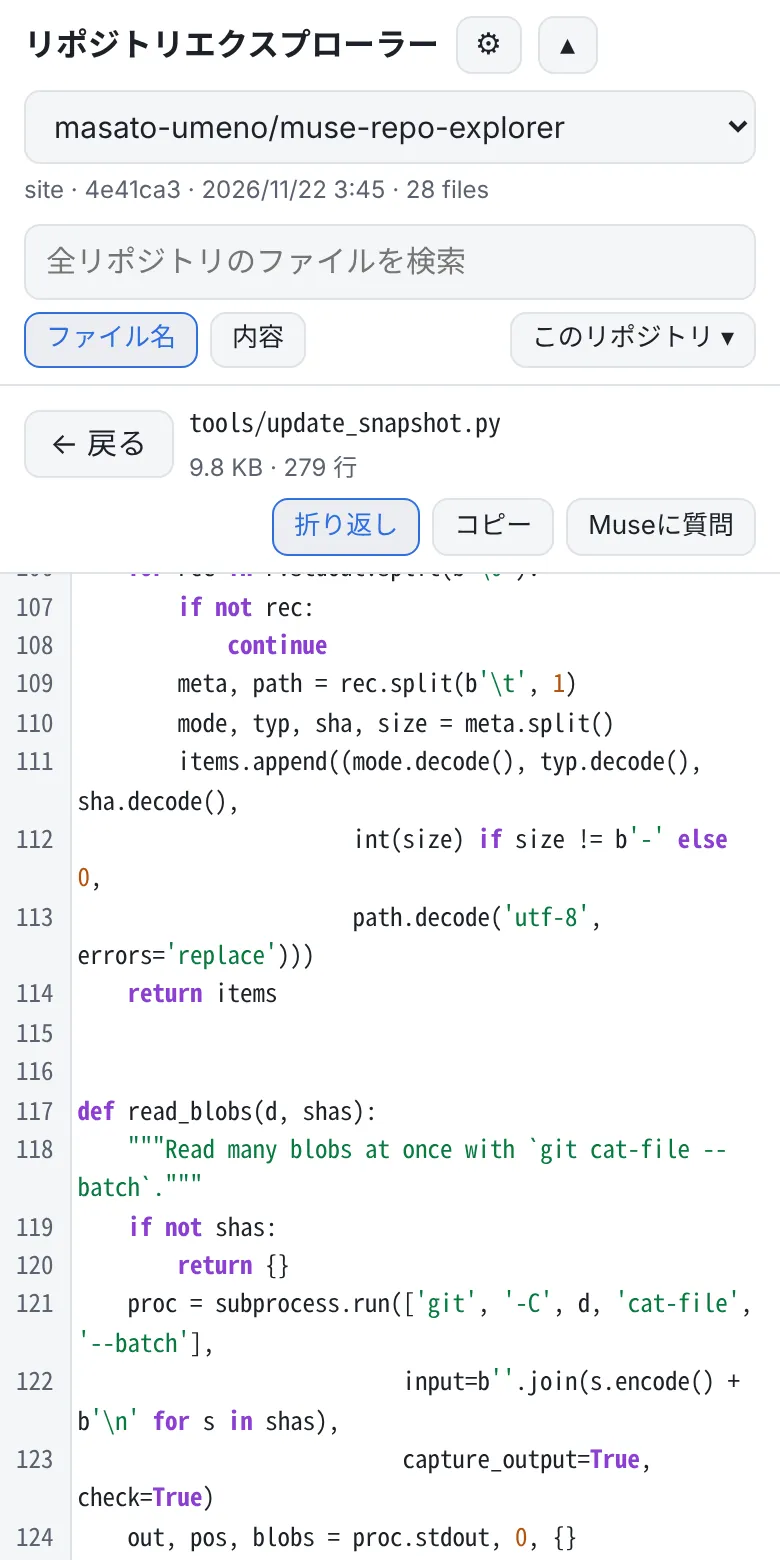 リポジトリエクスプローラー ⚙ ▲
masato-umeno/muse-repo-explorer
site · 4e41ca3 · 2026/11/22 3:45 · 28 files
全リポジトリのファイルを検索
ファイル名 内容 このリポジトリ ▾
← 戻る
tools/update_snapshot.py
9.8 KB · 279 行
折り返し コピー Museに質問
107         if not rec:
108             continue
109         meta, path = rec.split(b'\t', 1)
110         mode, typ, sha, size = meta.split()
111         items.append((mode.decode(), typ.decode(),
sha.decode(),
112                       int(size) if size != b'-' else
0,
113                       path.decode('utf-8',
errors='replace')))
114     return items
115
116
117 def read_blobs(d, shas):
118     """Read many blobs at once with `git cat-file --
batch`."""
119     if not shas:
120         return {}
121     proc = subprocess.run(['git', '-C', d, 'cat-file',
'--batch'],
122                           input=b''.join(s.encode() +
b'\n' for s in shas),
123                           capture_output=True,
check=True)
124     out, pos, blobs = proc.stdout, 0, {}